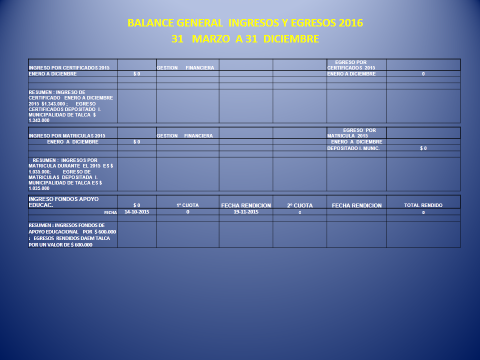 BALANCE GENERAL INGRESOS Y EGRESOS 2016
31 MARZO A 31 DICIEMBRE
INGRESO POR CERTIFICADOS 2015 GESTION FINANCIERA EGRESO POR CERTIFICADOS 2015
ENERO A DICIEMBRE $ 0 ENERO A DICIEMBRE 0
RESUMEN : INGRESO DE
CERTIFICADO ENERO A DICIEMBRE
2015 $1.343.000 ; EGRESO
CERTIFICADOS DEPOSITADO I.
MUNICIPALIDAD DE TALCA $
1.343.000
INGRESO POR MATRICULAS 2015 GESTION FINANCIERA EGRESO POR MATRICULA 2015
ENERO A DICIEMBRE $ 0 ENERO A DICIEMBRE
DEPOSITADO I. MUNIC. $ 0
RESUMEN : INGRESOS POR
MATRICULA DURANTE EL 2015 ES $
1.035.000; EGRESO DE
MATRICULAS DEPOSITADA I.
MUNICIPALIDAD DE TALCA ES $
1.035.000
INGRESO FONDOS APOYO
EDUCAC. $ 0 1° CUOTA FECHA RENDICION 2° CUOTA FECHA RENDICION TOTAL RENDIDO
FECHA 14-10-2015 0 19-11-2015 0 0
RESUMEN : INGRESOS FONDOS DE
APOYO EDUCACIONAL POR $ 600.000
; EGRESOS RENDIDOS DAEM TALCA
POR UN VALOR DE $ 600.000